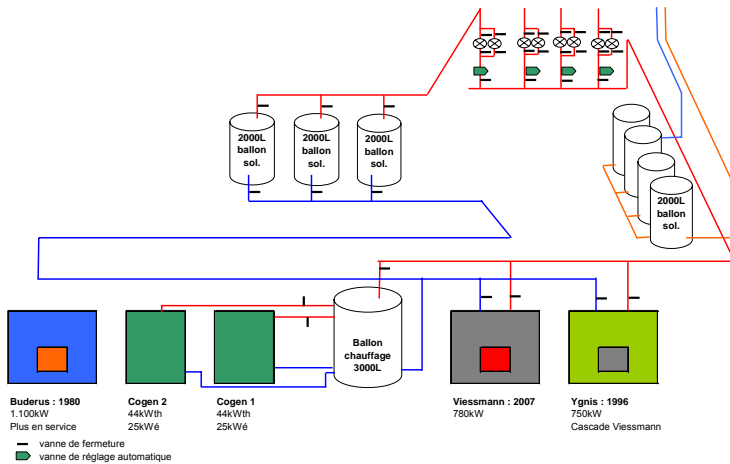 2000L
ballon
sol.
2000L
ballon
sol.
2000L
ballon
sol.
2000L
ballon
sol.
Ballon
chauffage
3000L
Buderus : 1980
1.100kW
Plus en service
Cogen 2
44kWth
25kWé
Cogen 1
44kWth
25kWé
Viessmann : 2007
780kW
Ygnis : 1996
750kW
Cascade Viessmann
vanne de fermeture
vanne de réglage automatique